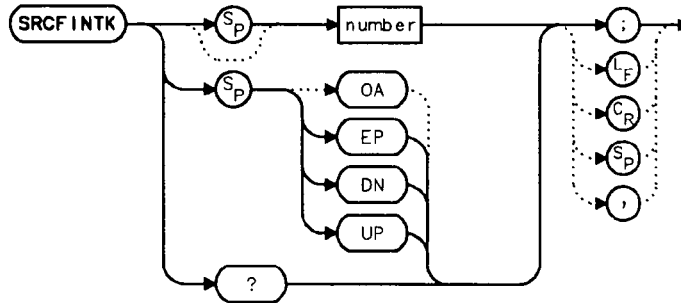 SRCFINTK
SP
number
;
SP
OA
LF
EP
CR
DN
SP
UP
,
?